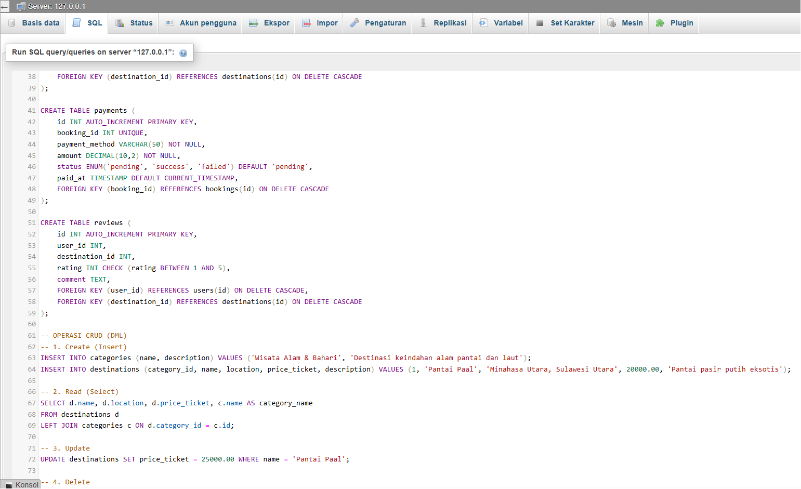 Server: 127.0.0.1
Basis data SQL Status Akun pengguna Ekspor Impor Pengaturan Replikasi Variabel Set Karakter Mesin Plugin
Run SQL query/queries on server “127.0.0.1”:
38 FOREIGN KEY (destination_id) REFERENCES destinations(id) ON DELETE CASCADE
39 );
40
41 CREATE TABLE payments (
42 id INT AUTO_INCREMENT PRIMARY KEY,
43 booking_id INT UNIQUE,
44 payment_method VARCHAR(50) NOT NULL,
45 amount DECIMAL(10,2) NOT NULL,
46 status ENUM('pending', 'success', 'failed') DEFAULT 'pending',
47 paid_at TIMESTAMP DEFAULT CURRENT_TIMESTAMP,
48 FOREIGN KEY (booking_id) REFERENCES bookings(id) ON DELETE CASCADE
49 );
50
51 CREATE TABLE reviews (
52 id INT AUTO_INCREMENT PRIMARY KEY,
53 user_id INT,
54 destination_id INT,
55 rating INT CHECK (rating BETWEEN 1 AND 5),
56 comment TEXT,
57 FOREIGN KEY (user_id) REFERENCES users(id) ON DELETE CASCADE,
58 FOREIGN KEY (destination_id) REFERENCES destinations(id) ON DELETE CASCADE
59 );
60
61 -- OPERASI CRUD (DML)
62 -- 1. Create (Insert)
63 INSERT INTO categories (name, description) VALUES ('Wisata Alam & Bahari', 'Destinasi keindahan alam pantai dan laut');
64 INSERT INTO destinations (category_id, name, location, price_ticket, description) VALUES (1, 'Pantai Paal', 'Minahasa Utara, Sulawesi Utara', 20000.00, 'Pantai pasir putih eksotis');
65
66 -- 2. Read (Select)
67 SELECT d.name, d.location, d.price_ticket, c.name AS category_name
68 FROM destinations d
69 LEFT JOIN categories c ON d.category_id = c.id;
70
71 -- 3. Update
72 UPDATE destinations SET price_ticket = 25000.00 WHERE name = 'Pantai Paal';
73
-- 4. Delete
Konsol